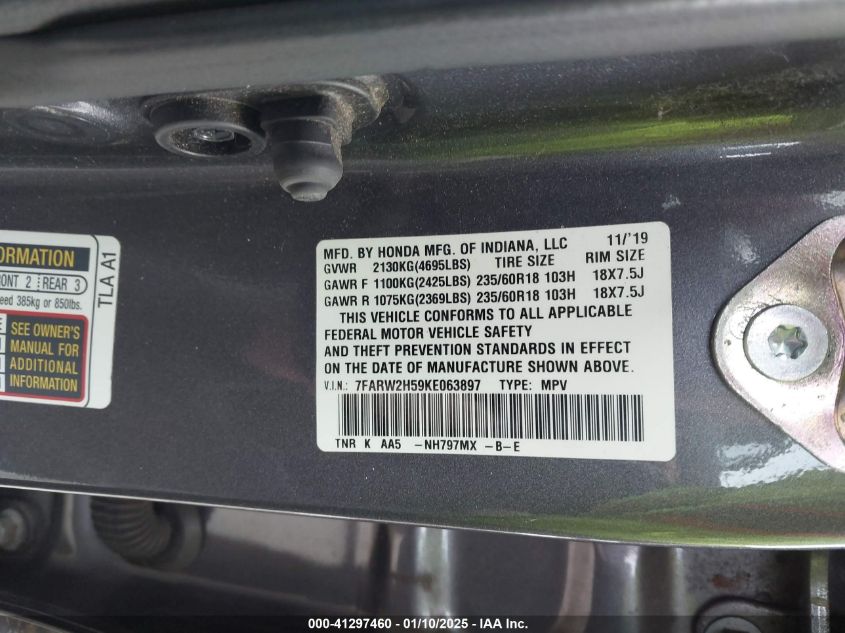 ORMATION
ONT 2 REAR 3
eed 385kg or 850lbs.
SEE OWNER'S
MANUAL FOR
ADDITIONAL
INFORMATION
TLA A1
MFD. BY HONDA MFG. OF INDIANA, LLC 11/'19
GVWR 2130KG(4695LBS) TIRE SIZE RIM SIZE
GAWR F 1100KG(2425LBS) 235/60R18 103H 18X7.5J
GAWR R 1075KG(2369LBS) 235/60R18 103H 18X7.5J
THIS VEHICLE CONFORMS TO ALL APPLICABLE
FEDERAL MOTOR VEHICLE SAFETY
AND THEFT PREVENTION STANDARDS IN EFFECT
ON THE DATE OF MANUFACTURE SHOWN ABOVE.
V.I.N.: 7FARW2H59KE063897 TYPE: MPV
TNR K AA5 -NH797MX -B-E
000-41297460 - 01/10/2025 - IAA Inc.